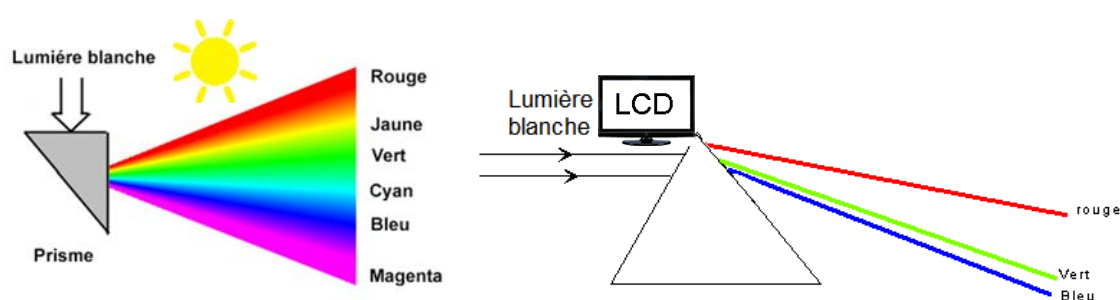 Lumiére blanche
Rouge
Jaune
Vert
Cyan
Bleu
Magenta
Prisme
Lumière
blanche
LCD
rouge
Vert
Bleu